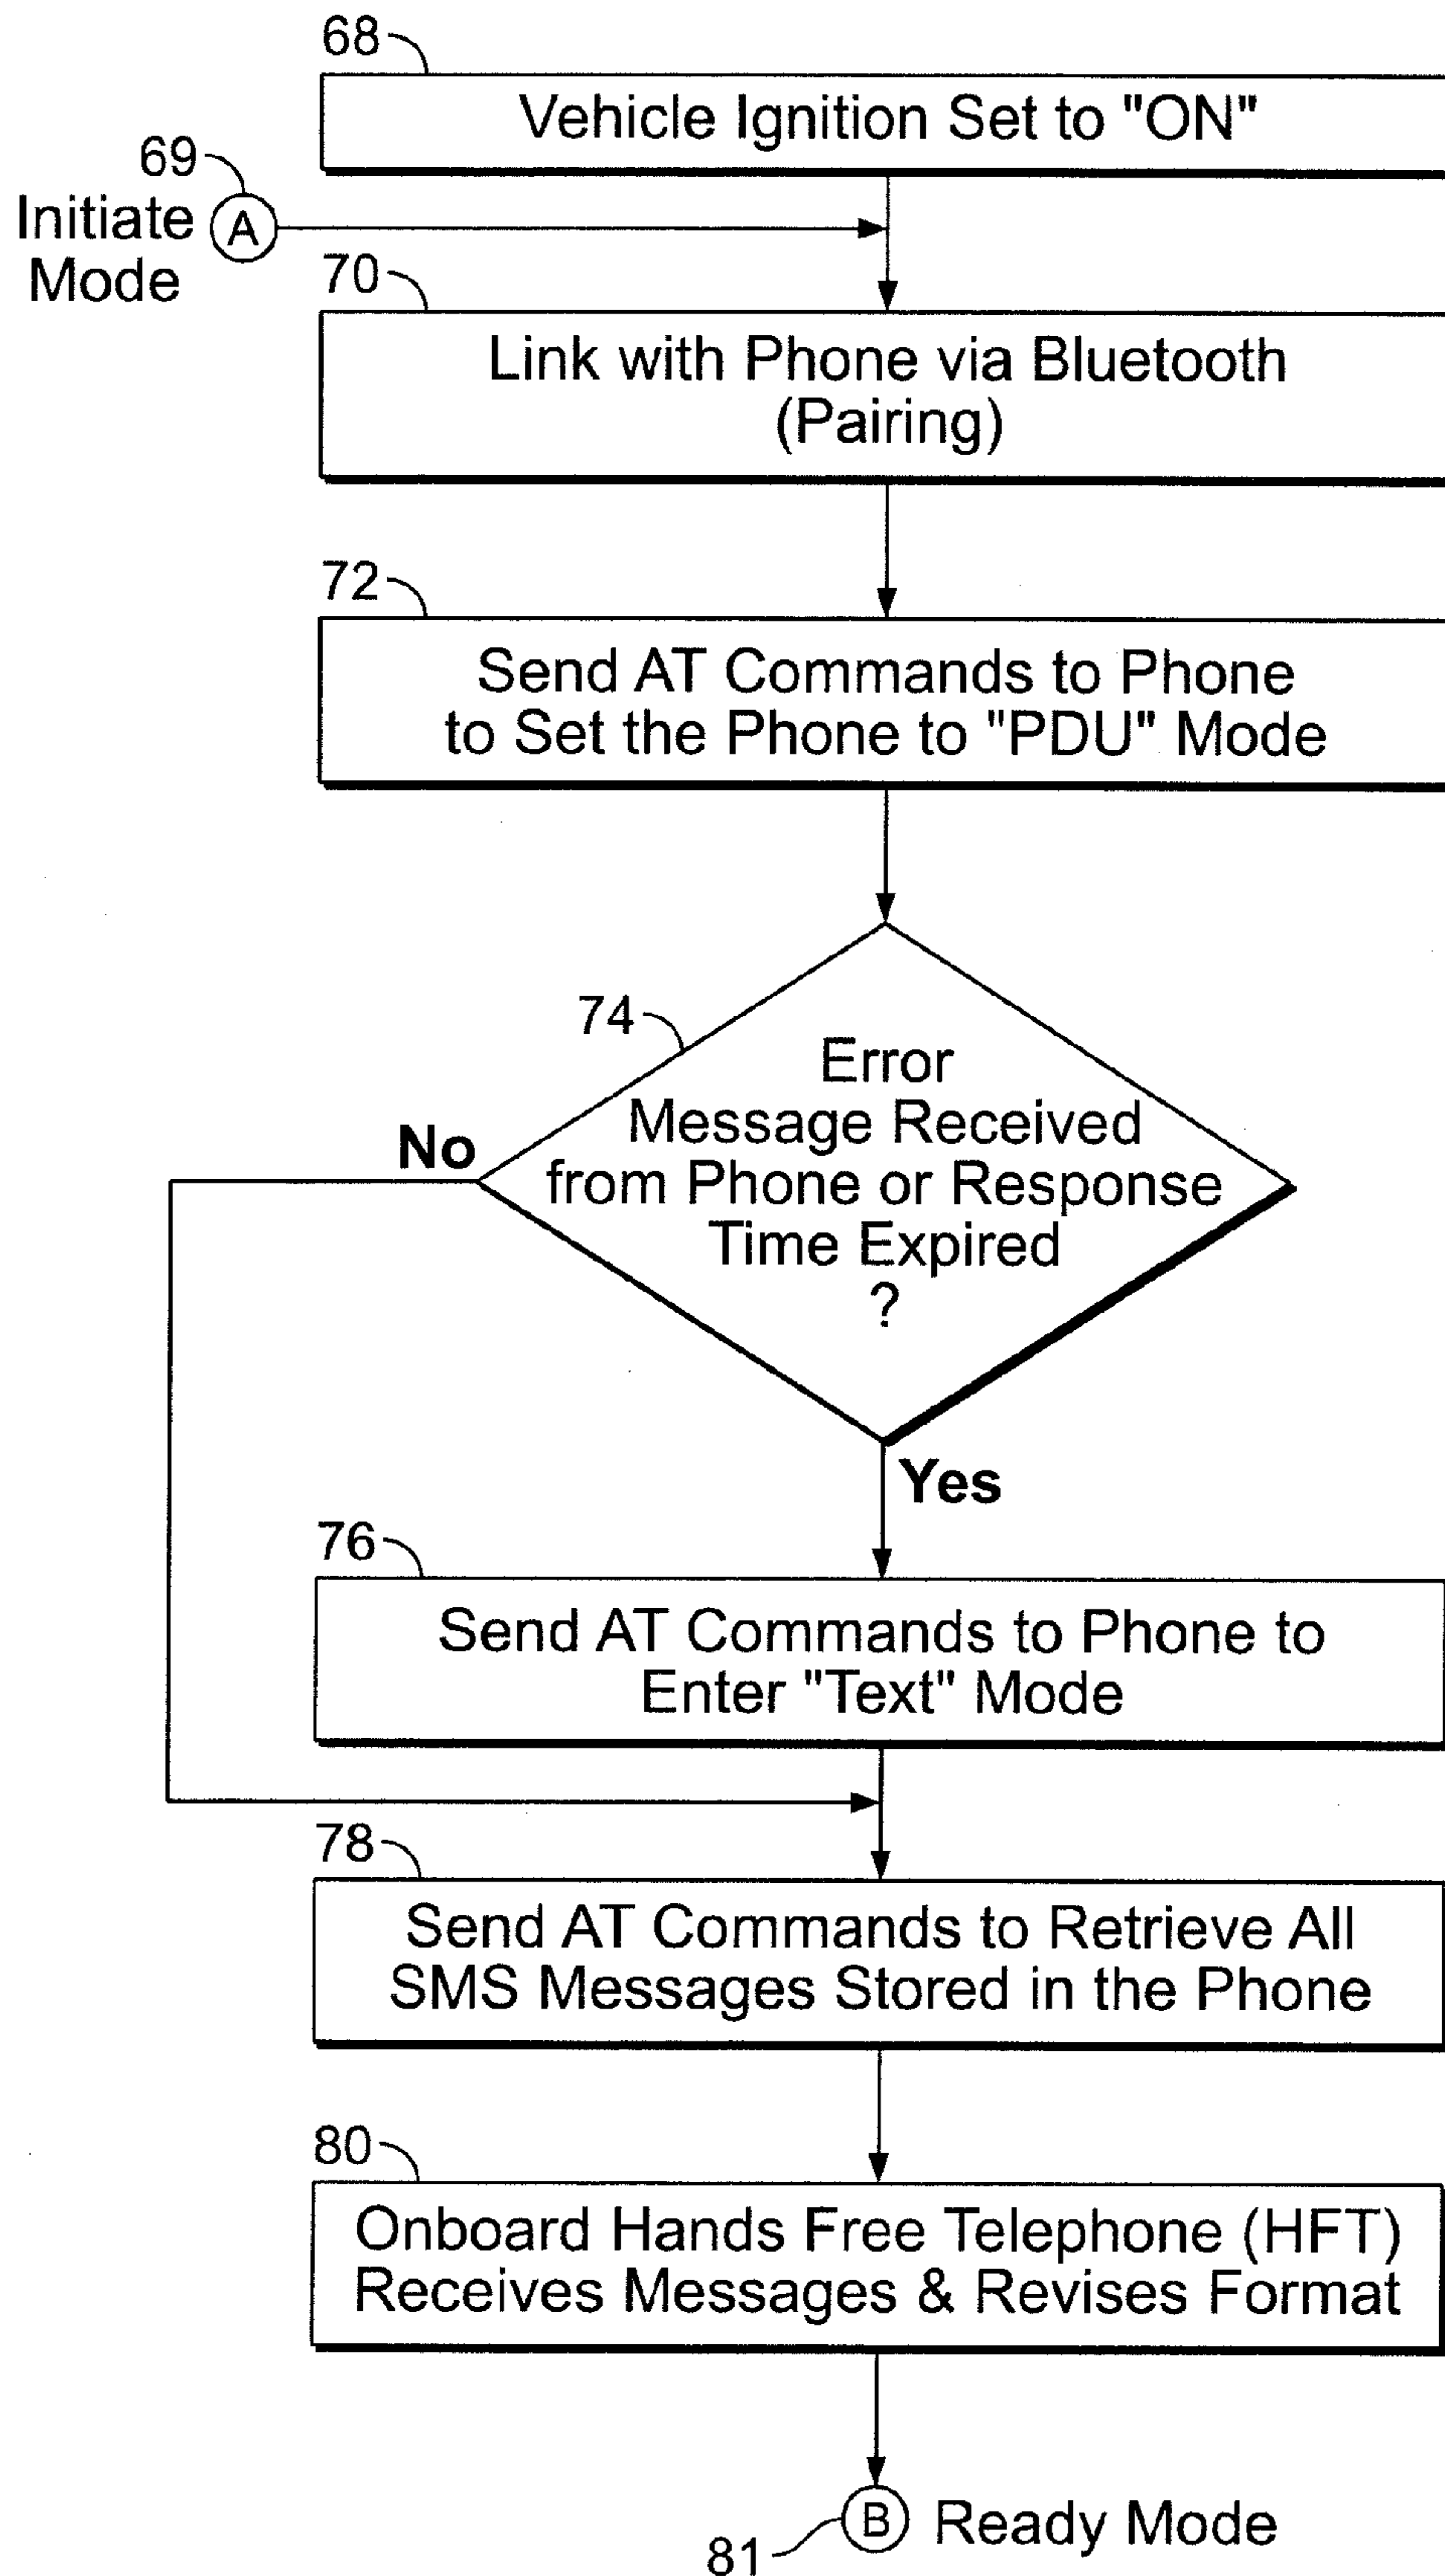 68
Vehicle Ignition Set to "ON"
69
Initiate
Mode
A
70
Link with Phone via Bluetooth
(Pairing)
72
Send AT Commands to Phone
to Set the Phone to "PDU" Mode
74
Error
Message Received
from Phone or Response
Time Expired
?
No
Yes
76
Send AT Commands to Phone to
Enter "Text" Mode
78
Send AT Commands to Retrieve All
SMS Messages Stored in the Phone
80
Onboard Hands Free Telephone (HFT)
Receives Messages & Revises Format
B
Ready Mode
81